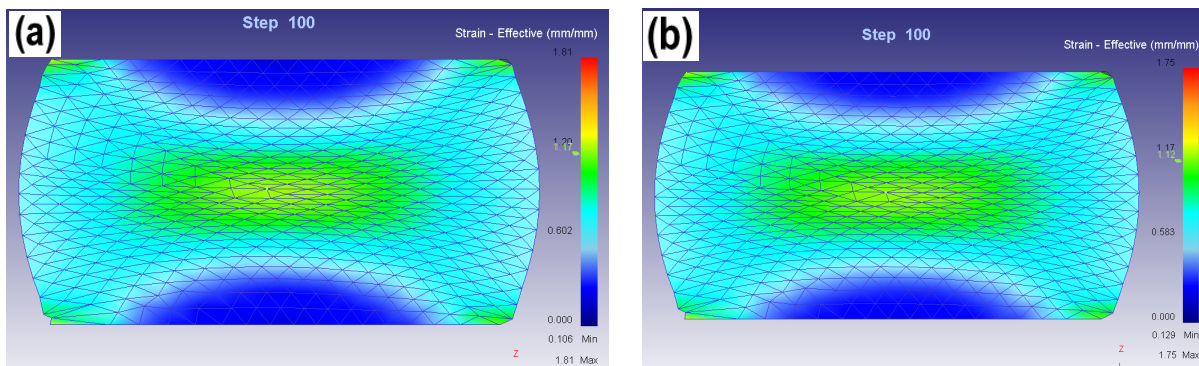 (a)
Step 100
Strain - Effective (mm/mm)
1.81
1.20
1.17
0.602
0.000
0.106 Min
Z
1.81 Max
(b)
Step 100
Strain - Effective (mm/mm)
1.75
1.17
1.12
0.583
0.000
0.129 Min
Z
1.75 Max